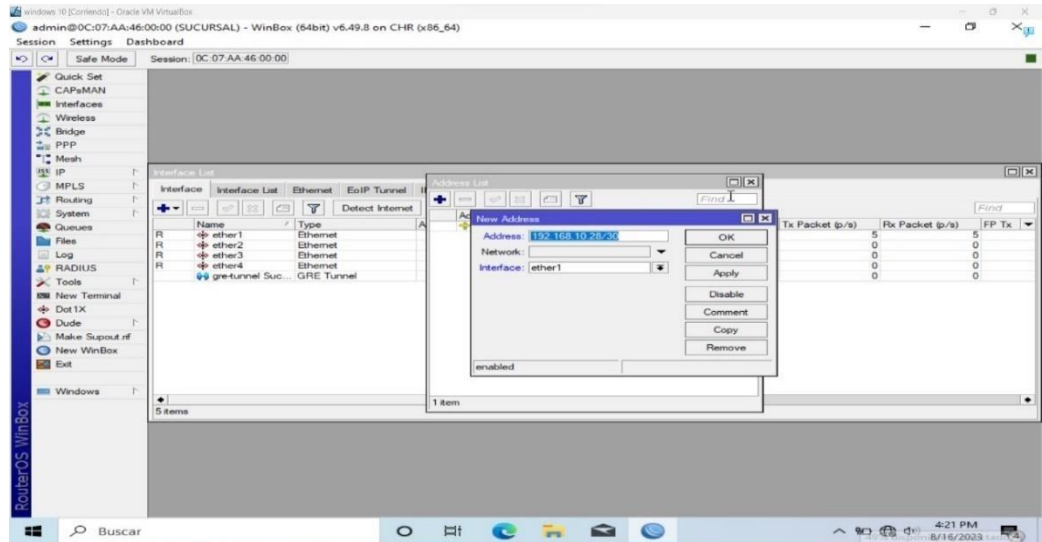 windows 10 [Corriendo] - Oracle VM VirtualBox
admin@0C:07:AA:46:00:00 (SUCURSAL) - WinBox (64bit) v6.49.8 on CHR (x86_64)
Session Settings Dashboard
Safe Mode Session: 0C:07:AA:46:00:00
Quick Set
CAPsMAN
Interfaces
Wireless
Bridge
PPP
Mesh
IP
MPLS
Routing
System
Queues
Files
Log
RADIUS
Tools
New Terminal
Dot1X
Dude
Make Supout.rif
New WinBox
Exit
Windows
RouterOS WinBox
Interface List
Interface Interface List Ethernet EoIP Tunnel
Detect Internet
Find
Name Type Tx Packet (p/s) Rx Packet (p/s) FP Tx
R ether1 Ethernet 5 5
R ether2 Ethernet 0 0
R ether3 Ethernet 0 0
R ether4 Ethernet 0 0
gre-tunnel Suc... GRE Tunnel 0 0
5 items
Address List
Find
1 item
New Address
Address: 192.168.10.28/30
Network:
Interface: ether1
OK
Cancel
Apply
Disable
Comment
Copy
Remove
enabled
Buscar
4:21 PM
8/16/2023